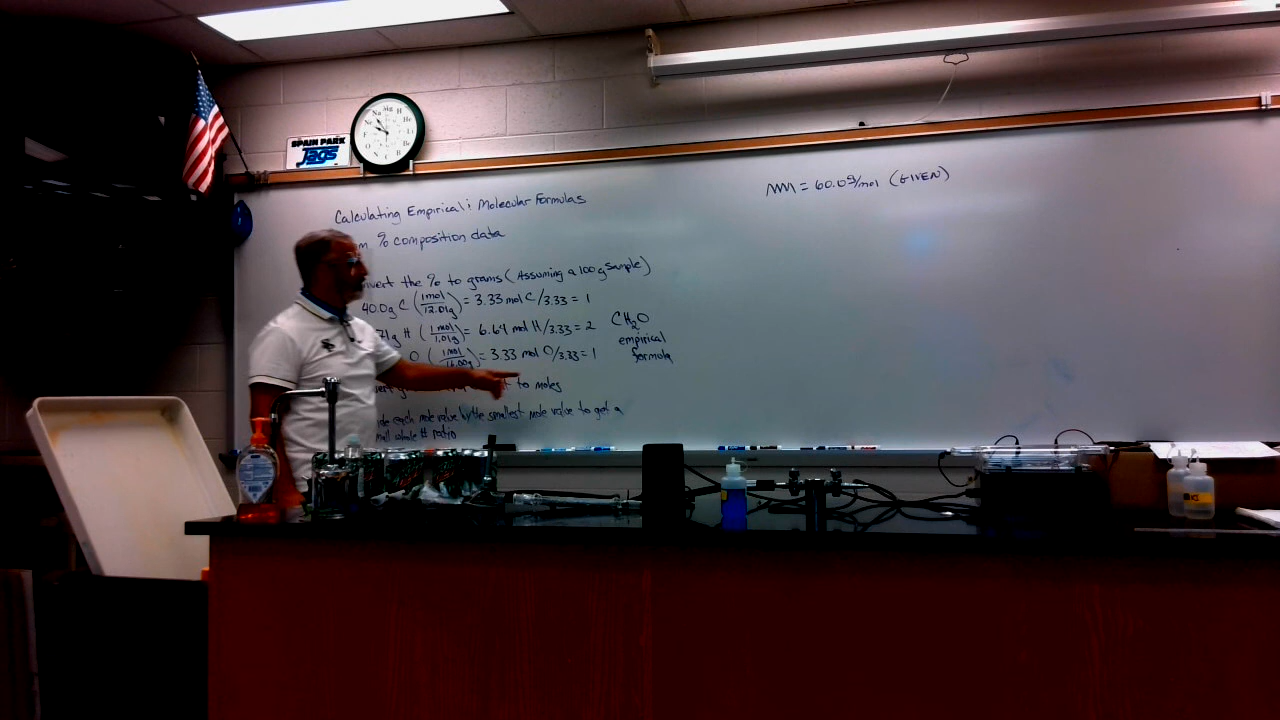 SPAIN PARK
JAGS
Calculating Empirical & Molecular Formulas
% composition data
the % to grams (Assuming a 100g Sample)
40.0g C (1mol/12.01g) = 3.33 mol C/3.33 = 1
71g H (1mol/1.01g) = 6.64 mol H/3.33 = 2
O (1mol/16.00g) = 3.33 mol O/3.33 = 1
to moles
each mole value by the smallest mole value to get a
whole # ratio
CH₂O
empirical
formula
MM = 60.0g/mol (GIVEN)